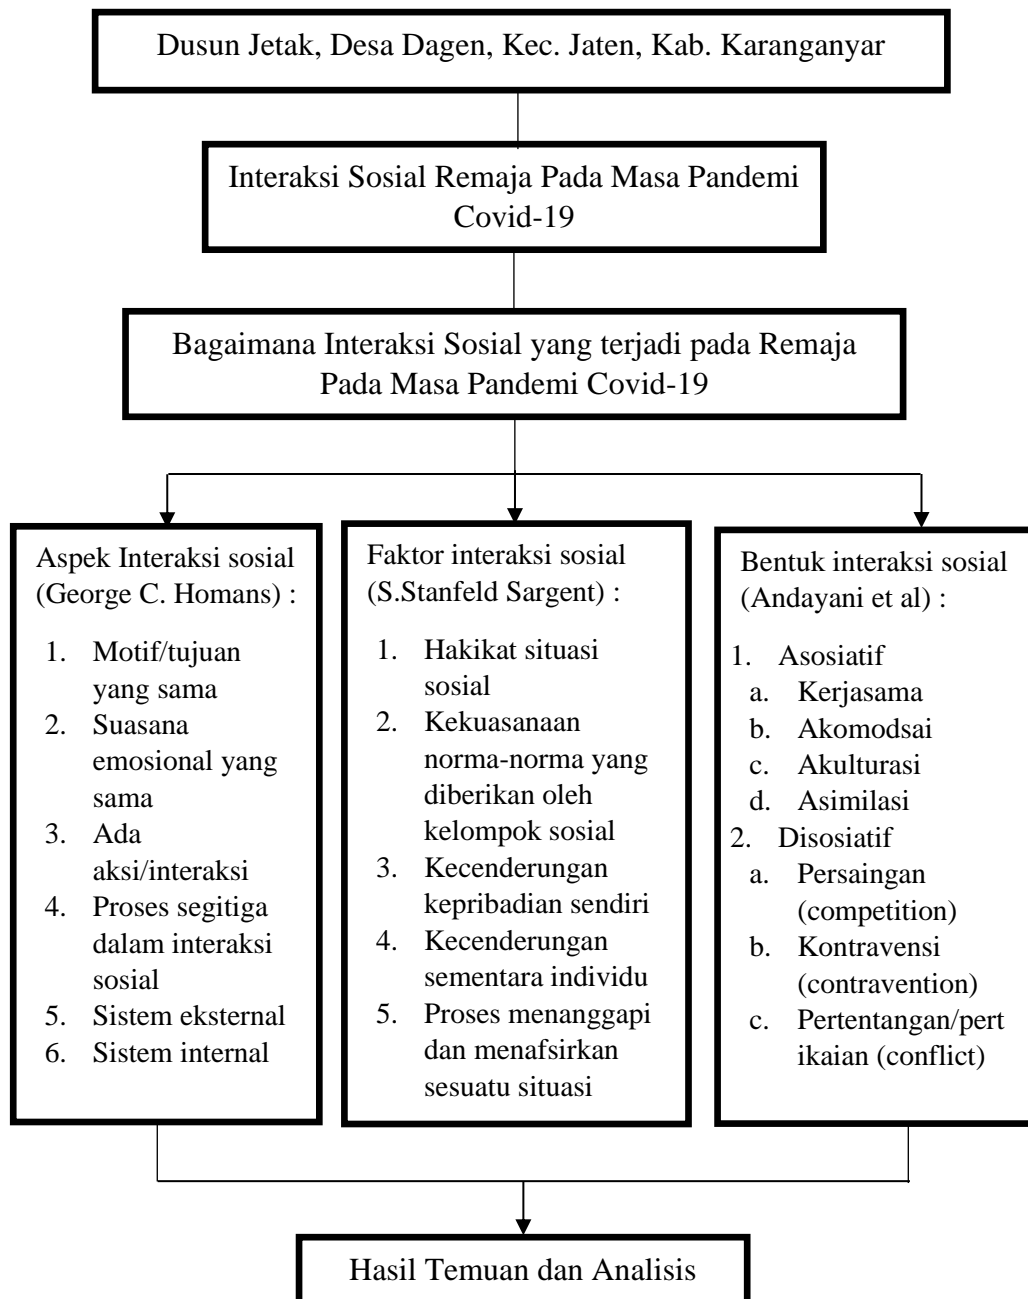 Dusun Jetak, Desa Dagen, Kec. Jaten, Kab. Karanganyar
Interaksi Sosial Remaja Pada Masa Pandemi
Covid-19
Bagaimana Interaksi Sosial yang terjadi pada Remaja
Pada Masa Pandemi Covid-19
Aspek Interaksi sosial
(George C. Homans) :
1. Motif/tujuan
yang sama
2. Suasana
emosional yang
sama
3. Ada
aksi/interaksi
4. Proses segitiga
dalam interaksi
sosial
5. Sistem eksternal
6. Sistem internal
Faktor interaksi sosial
(S.Stanfeld Sargent) :
1. Hakikat situasi
sosial
2. Kekuasanaan
norma-norma yang
diberikan oleh
kelompok sosial
3. Kecenderungan
kepribadian sendiri
4. Kecenderungan
sementara individu
5. Proses menanggapi
dan menafsirkan
sesuatu situasi
Bentuk interaksi sosial
(Andayani et al) :
1. Asosiatif
a. Kerjasama
b. Akomodsai
c. Akulturasi
d. Asimilasi
2. Disosiatif
a. Persaingan
(competition)
b. Kontravensi
(contravention)
c. Pertentangan/pert
ikaian (conflict)
Hasil Temuan dan Analisis